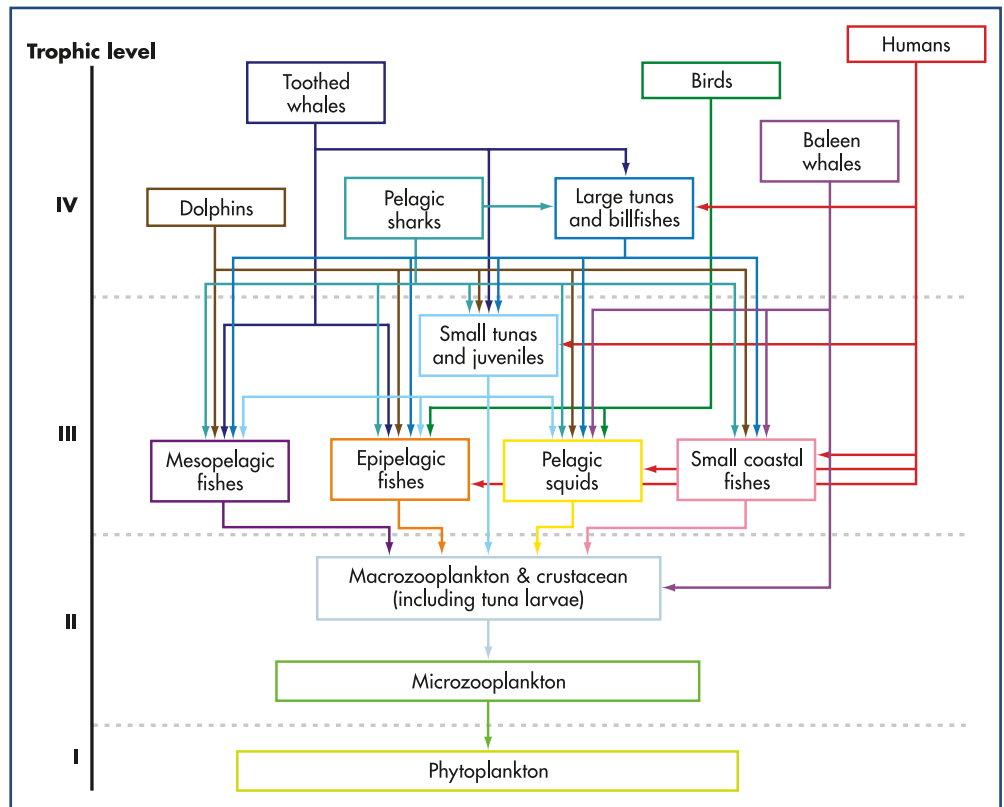 Trophic level
Humans
Toothed
whales
Birds
Baleen
whales
IV
Dolphins
Pelagic
sharks
Large tunas
and billfishes
Small tunas
and juveniles
III
Mesopelagic
fishes
Epipelagic
fishes
Pelagic
squids
Small coastal
fishes
Macrozooplankton & crustacean
(including tuna larvae)
II
Microzooplankton
I
Phytoplankton